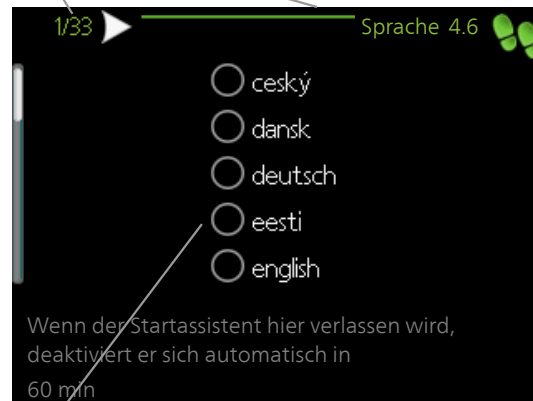 1/33 Sprache 4.6
ceský
dansk
deutsch
eesti
english
Wenn der Startassistent hier verlassen wird,
deaktiviert er sich automatisch in
60 min